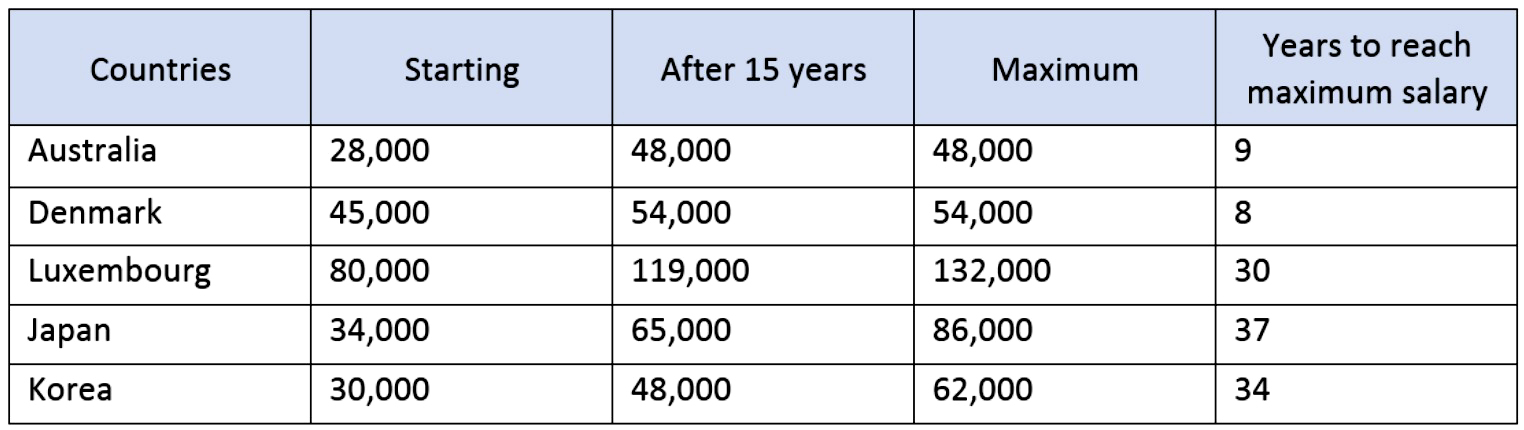 Countries Starting After 15 years Maximum Years to reach maximum salary
Australia 28,000 48,000 48,000 9
Denmark 45,000 54,000 54,000 8
Luxembourg 80,000 119,000 132,000 30
Japan 34,000 65,000 86,000 37
Korea 30,000 48,000 62,000 34